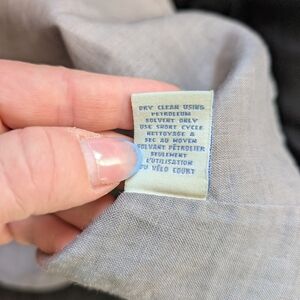 DRY CLEAN USING
PETROLEUM
SOLVENT ONLY
USE SHORT CYCLE
NETTOYAGE A
SEC AU MOYEN
SOLVANT PÉTROLIER
SEULEMENT
L'UTILISATION
DU VÉLO COURT